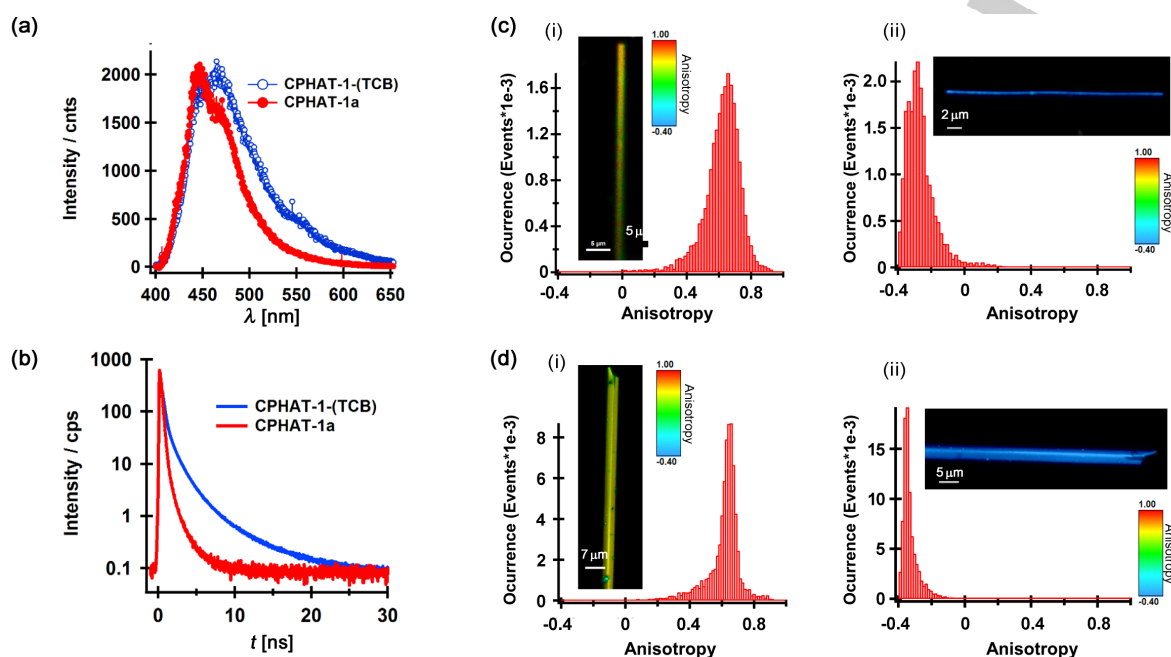 (a)
2000
1500
1000
500
0
Intensity / cnts
CPHAT-1-(TCB)
CPHAT-1a
400 450 500 550 600 650
λ [nm]
(b)
1000
100
10
1
0.1
Intensity / cps
CPHAT-1-(TCB)
CPHAT-1a
0 10 20 30
t [ns]
(c)
(i)
1.6
1.2
0.8
0.4
0
Ocurrence (Events*1e-3)
5 µm
5 µ
1.00
Anisotropy
-0.40
-0.4 0 0.4 0.8
Anisotropy
(ii)
2.0
1.5
1.0
0.5
0.0
Ocurrence (Events*1e-3)
2 µm
1.00
Anisotropy
-0.40
-0.4 0 0.4 0.8
Anisotropy
(d)
(i)
8
6
4
2
0
Ocurrence (Events*1e-3)
7 µm
1.00
Anisotropy
-0.40
-0.4 0 0.4 0.8
Anisotropy
(ii)
15
10
5
0
Ocurrence (Events*1e-3)
5 µm
1.00
Anisotropy
-0.40
-0.4 0 0.4 0.8
Anisotropy